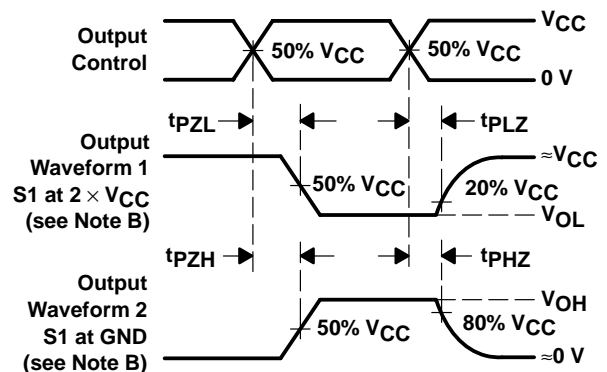 Output
Control
50% VCC
50% VCC
VCC
0 V
tPZL
tPLZ
Output
Waveform 1
S1 at 2 × VCC
(see Note B)
50% VCC
20% VCC
≈VCC
VOL
tPZH
tPHZ
Output
Waveform 2
S1 at GND
(see Note B)
50% VCC
80% VCC
VOH
≈0 V